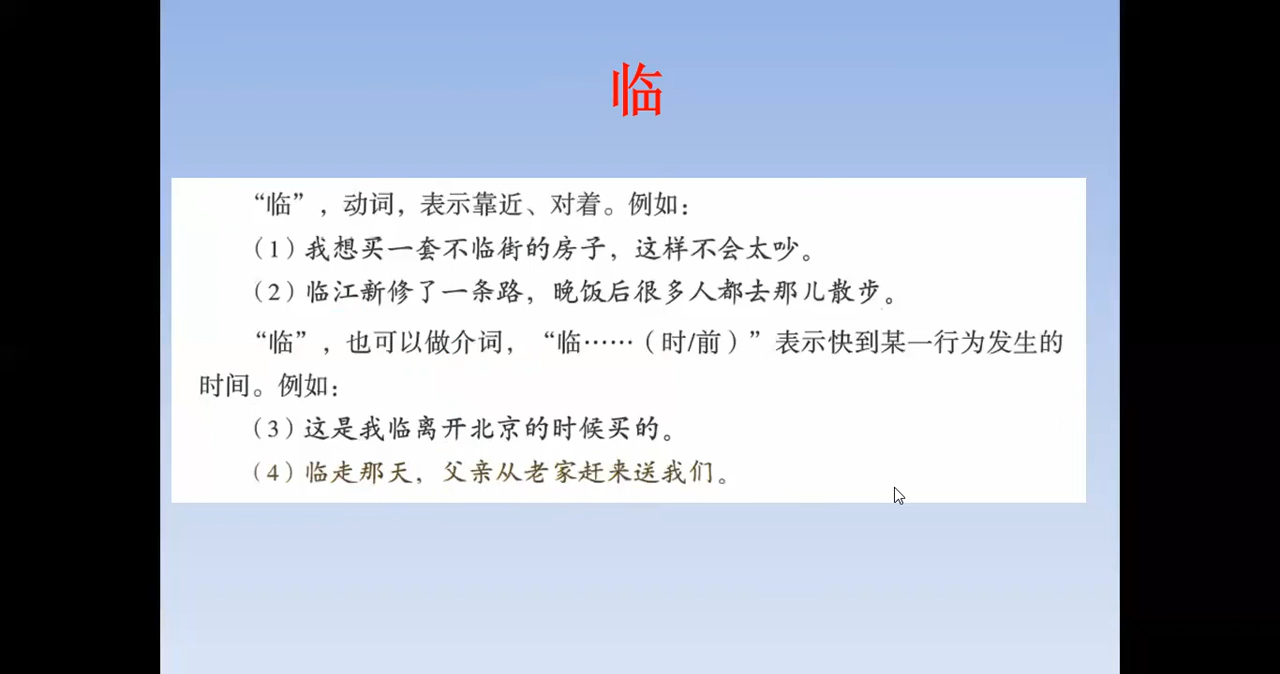 临
“临”，动词，表示靠近、对着。例如：
（1）我想买一套不临街的房子，这样不会太吵。
（2）临江新修了一条路，晚饭后很多人都去那儿散步。
“临”，也可以做介词，“临……（时/前）”表示快到某一行为发生的
时间。例如：
（3）这是我临离开北京的时候买的。
（4）临走那天，父亲从老家赶来送我们。